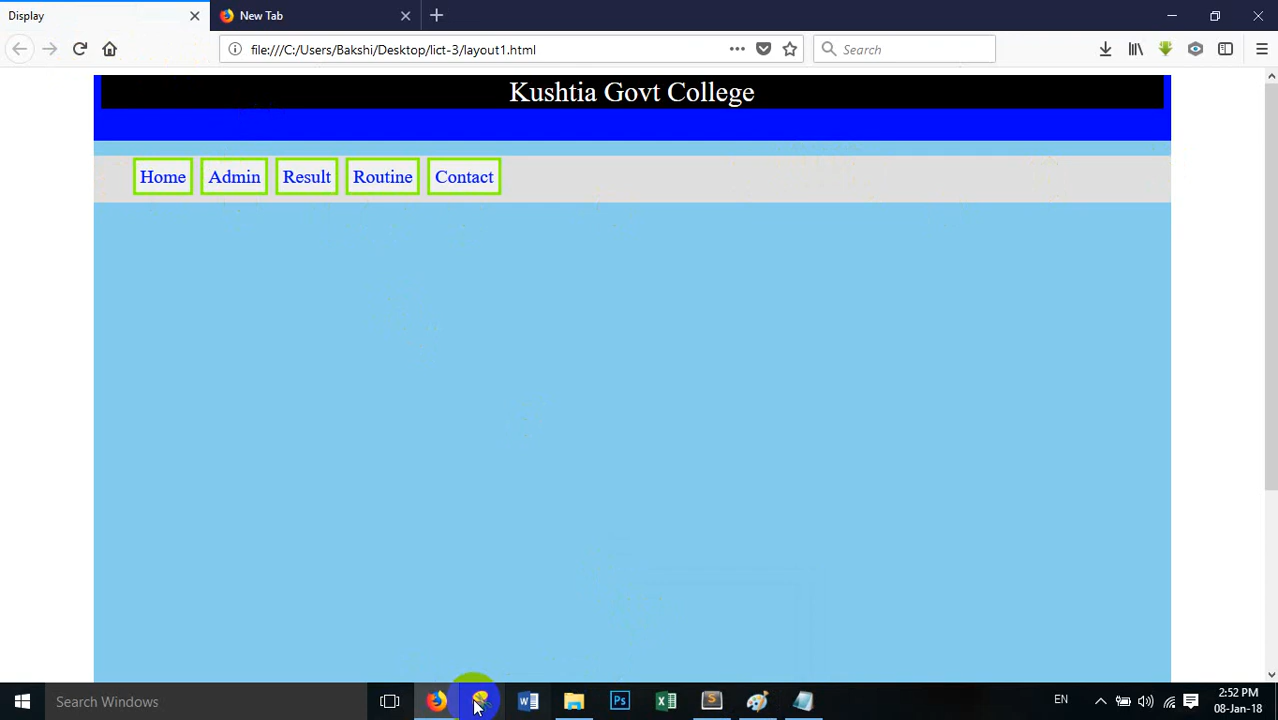 Display
New Tab
file:///C:/Users/Bakshi/Desktop/lict-3/layout1.html
Search
Kushtia Govt College
Home Admin Result Routine Contact
Search Windows
EN
2:52 PM
08-Jan-18